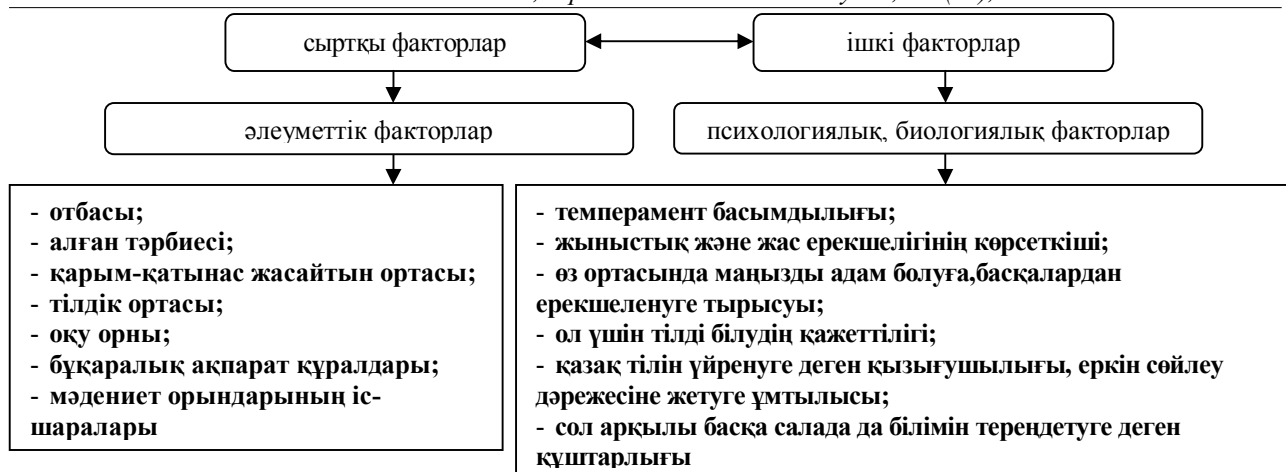 сыртқы факторлар
ішкі факторлар
әлеуметтік факторлар
психологиялық, биологиялық факторлар
- отбасы;
- алған тәрбиесі;
- қарым-қатынас жасайтын ортасы;
- тілдік ортасы;
- оқу орны;
- бұқаралық ақпарат құралдары;
- мәдениет орындарының іс-
шаралары
- темперамент басымдылығы;
- жыныстық және жас ерекшелігінің көрсеткіші;
- өз ортасында маңызды адам болуға,басқалардан
ерекшеленуге тырысуы;
- ол үшін тілді білудің қажеттілігі;
- қазақ тілін үйренуге деген қызығушылығы, еркін сөйлеу
дәрежесіне жетуге ұмтылысы;
- сол арқылы басқа салада да білімін тереңдетуге деген
құштарлығы